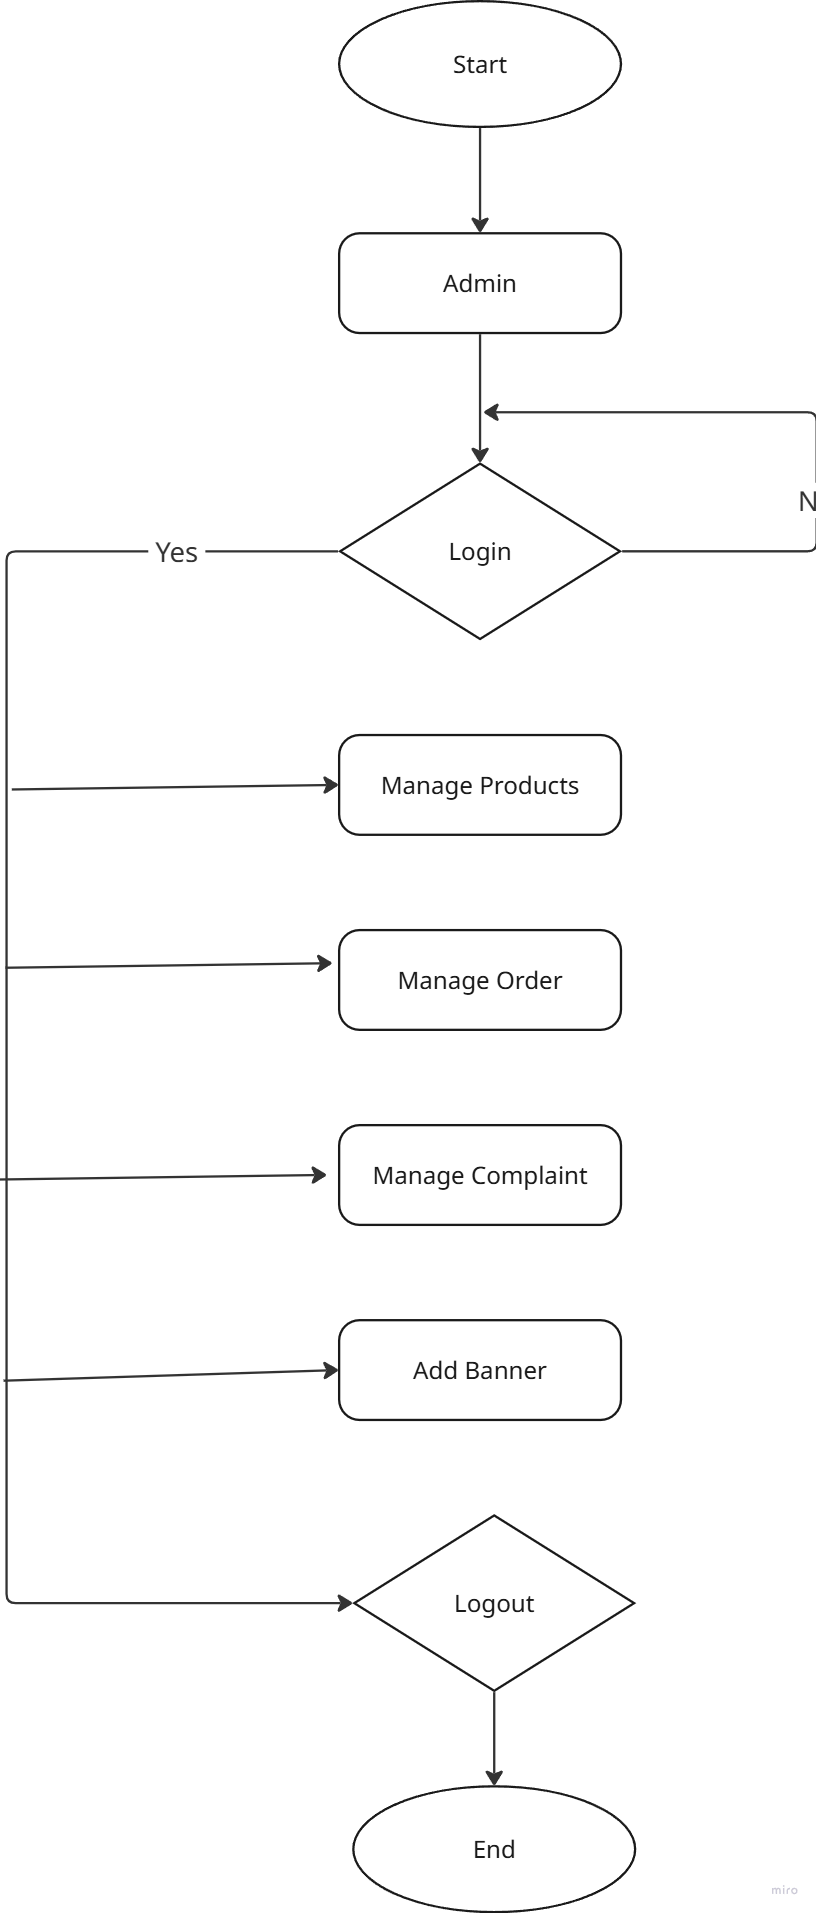 Start
Admin
N
Login
Yes
Manage Products
Manage Order
Manage Complaint
Add Banner
Logout
End
miro